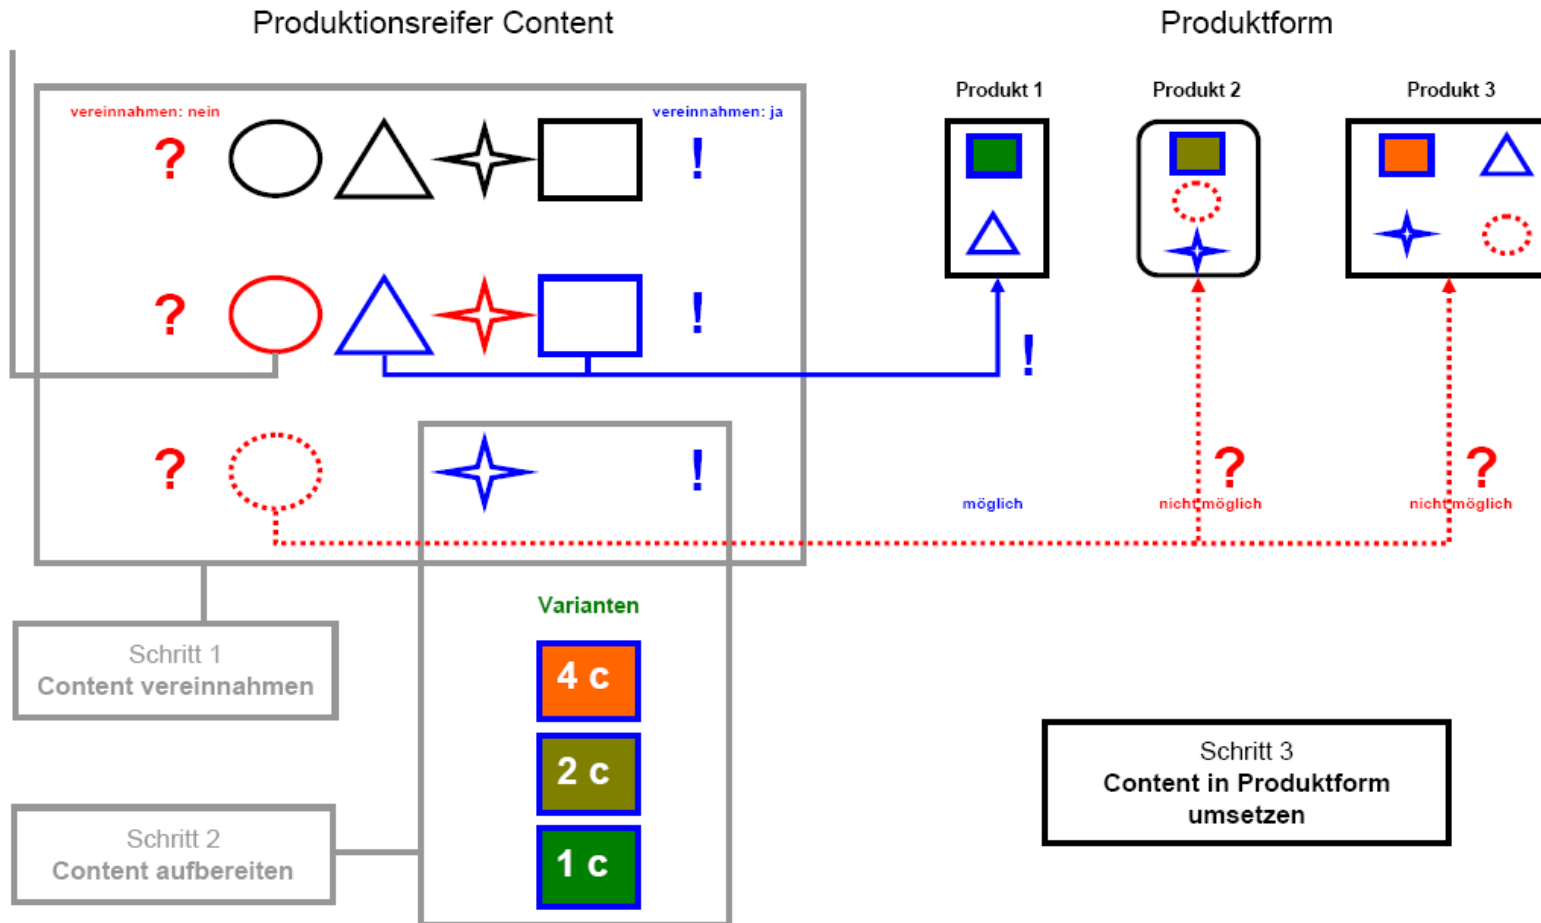 Produktionsreifer Content
Produktform
vereinnahmen: nein
vereinnahmen: ja
Produkt 1
Produkt 2
Produkt 3
? !
? !
!
? !
? ?
möglich
nicht möglich
nicht möglich
Varianten
4 c
2 c
1 c
Schritt 1
Content vereinnahmen
Schritt 2
Content aufbereiten
Schritt 3
Content in Produktform
umsetzen